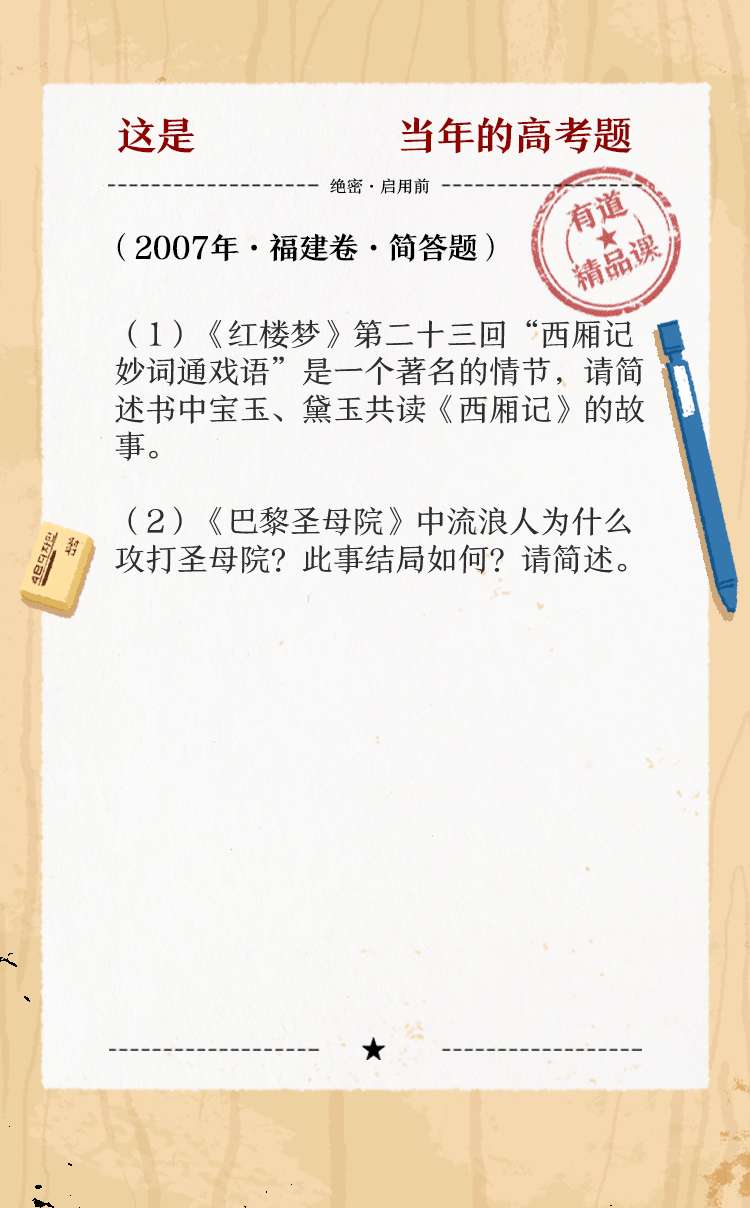 这是 当年的高考题
绝密·启用前
有道
精品课
（2007年·福建卷·简答题）
（1）《红楼梦》第二十三回“西厢记
妙词通戏语”是一个著名的情节，请简
述书中宝玉、黛玉共读《西厢记》的故
事。
（2）《巴黎圣母院》中流浪人为什么
攻打圣母院？此事结局如何？请简述。